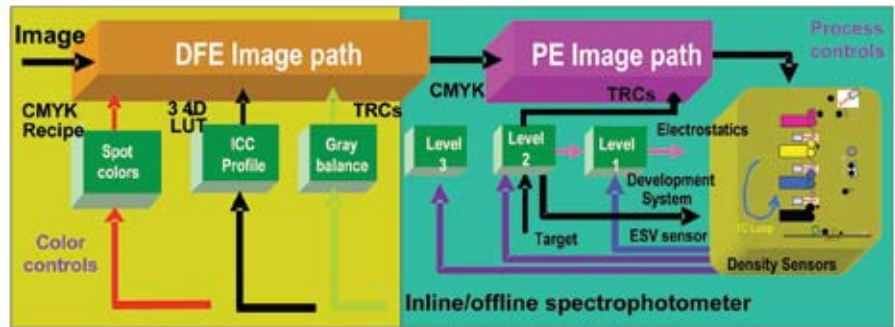 Image
DFE Image path
PE Image path
Process
controls
CMYK
Recipe
3 4D
LUT
TRCs
CMYK
TRCs
Spot
colors
ICC
Profile
Gray
balance
Level
3
Level
2
Level
1
Electrostatics
Development
System
Target
ESV sensor
Density Sensors
Color
controls
Inline/offline spectrophotometer